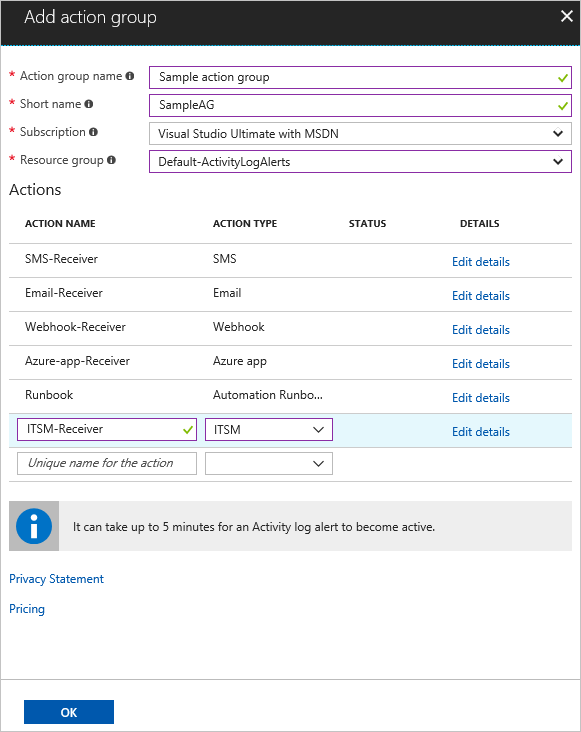 Add action group
* Action group name Sample action group
* Short name SampleAG
* Subscription Visual Studio Ultimate with MSDN
* Resource group Default-ActivityLogAlerts
Actions
ACTION NAME ACTION TYPE STATUS DETAILS
SMS-Receiver SMS Edit details
Email-Receiver Email Edit details
Webhook-Receiver Webhook Edit details
Azure-app-Receiver Azure app Edit details
Runbook Automation Runbo... Edit details
ITSM-Receiver ITSM Edit details
Unique name for the action
It can take up to 5 minutes for an Activity log alert to become active.
Privacy Statement
Pricing
OK